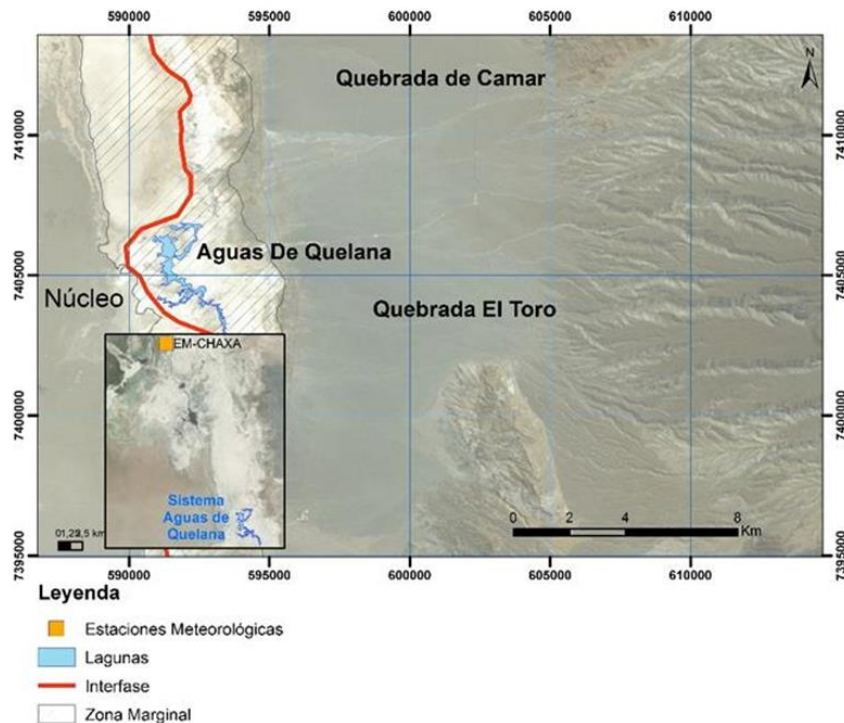 590000 595000 600000 605000 610000
N
Quebrada de Camar
7410000 7410000
Aguas De Quelana
7405000 7405000
Núcleo
Quebrada El Toro
EM-CHAXA
7400000 7400000
Sistema
Aguas de
Quelana
0 2 4 8
Km
7395000 7395000
590000 595000 600000 605000 610000
Leyenda
Estaciones Meteorológicas
Lagunas
Interfase
Zona Marginal